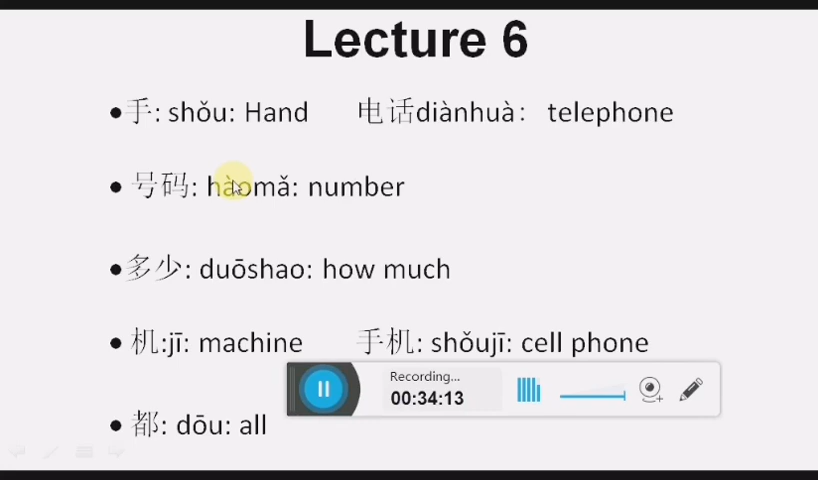 Lecture 6
•手: shǒu: Hand 电话diànhuà: telephone
• 号码: hàomǎ: number
•多少: duōshao: how much
• 机:jī: machine 手机: shǒujī: cell phone
Recording...
00:34:13
• 都: dōu: all